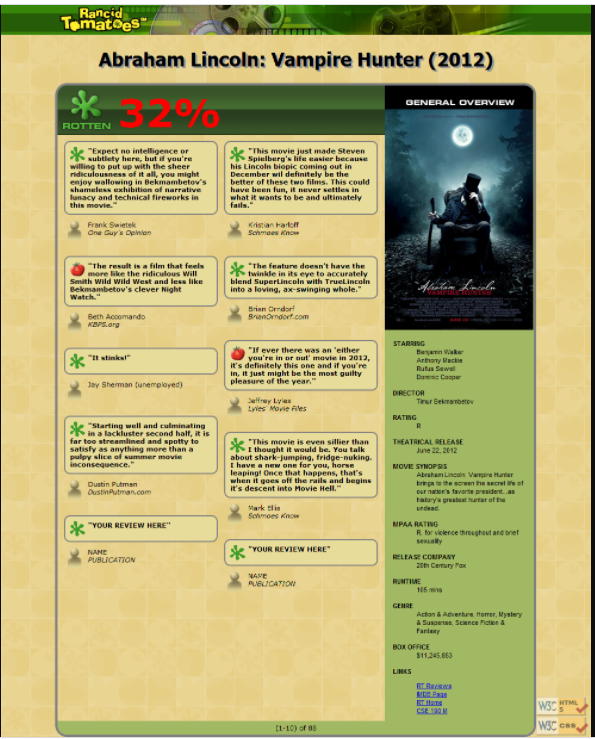 Rancid
Tomatoes™
Abraham Lincoln: Vampire Hunter (2012)
ROTTEN
32%
"Expect no intelligence or
subtlety here, but if you're
willing to put up with the sheer
ridiculousness of it all, you might
enjoy wallowing in Bekmambetov's
shameless exhibition of narrative
lunacy and technical fireworks in
this movie."
Frank Swietek
One Guy's Opinion
"The result is a film that feels
more like the ridiculous Will
Smith Wild Wild West and less like
Bekmambetov's clever Night
Watch."
Beth Accomando
KBPS.org
"It stinks!"
Jay Sherman (unemployed)
"Starting well and culminating
in a lackluster second half, it is
far too streamlined and spotty to
satisfy as anything more than a
pulpy slice of summer movie
inconsequence."
Dustin Putman
DustinPutman.com
"YOUR REVIEW HERE"
NAME
PUBLICATION
"This movie just made Steven
Spielberg's life easier because
his Lincoln biopic coming out in
December wil definitely be the
better of these two films. This could
have been fun, it never settles in
what it wants to be and ultimately
fails."
Kristian Harloff
Schmoes Know
"The feature doesn't have the
twinkle in its eye to accurately
blend SuperLincoln with TrueLincoln
into a loving, ax-swinging whole."
Brian Orndorf
BrianOrndorf.com
"If ever there was an 'either
you're in or out' movie in 2012,
it's definitely this one and if you're
in, it just might be the most guilty
pleasure of the year."
Jeffrey Lyles
Lyles' Movie Files
"This movie is even sillier than
I thought it would be. You talk
about shark-jumping, fridge-nuking.
I have a new one for you, horse
leaping! Once that happens, that's
when it goes off the rails and begins
it's descent into Movie Hell."
Mark Ellis
Schmoes Know
"YOUR REVIEW HERE"
NAME
PUBLICATION
GENERAL OVERVIEW
Abraham Lincoln
VAMPIRE HUNTER
STARRING
Benjamin Walker
Anthony Mackie
Rufus Sewell
Dominic Cooper
DIRECTOR
Timur Bekmambetov
RATING
R
THEATRICAL RELEASE
June 22, 2012
MOVIE SYNOPSIS
Abraham Lincoln: Vampire Hunter
brings to the screen the secret life of
our nation's favorite president...as
history's greatest hunter of the
undead.
MPAA RATING
R, for violence throughout and brief
sexuality
RELEASE COMPANY
20th Century Fox
RUNTIME
105 mins
GENRE
Action & Adventure, Horror, Mystery
& Suspense, Science Fiction &
Fantasy
BOX OFFICE
$11,245,653
LINKS
RT Reviews
IMDB Page
RT Home
CSE 190 M
[1-10) of 88
W3C HTML
5
W3C CSS